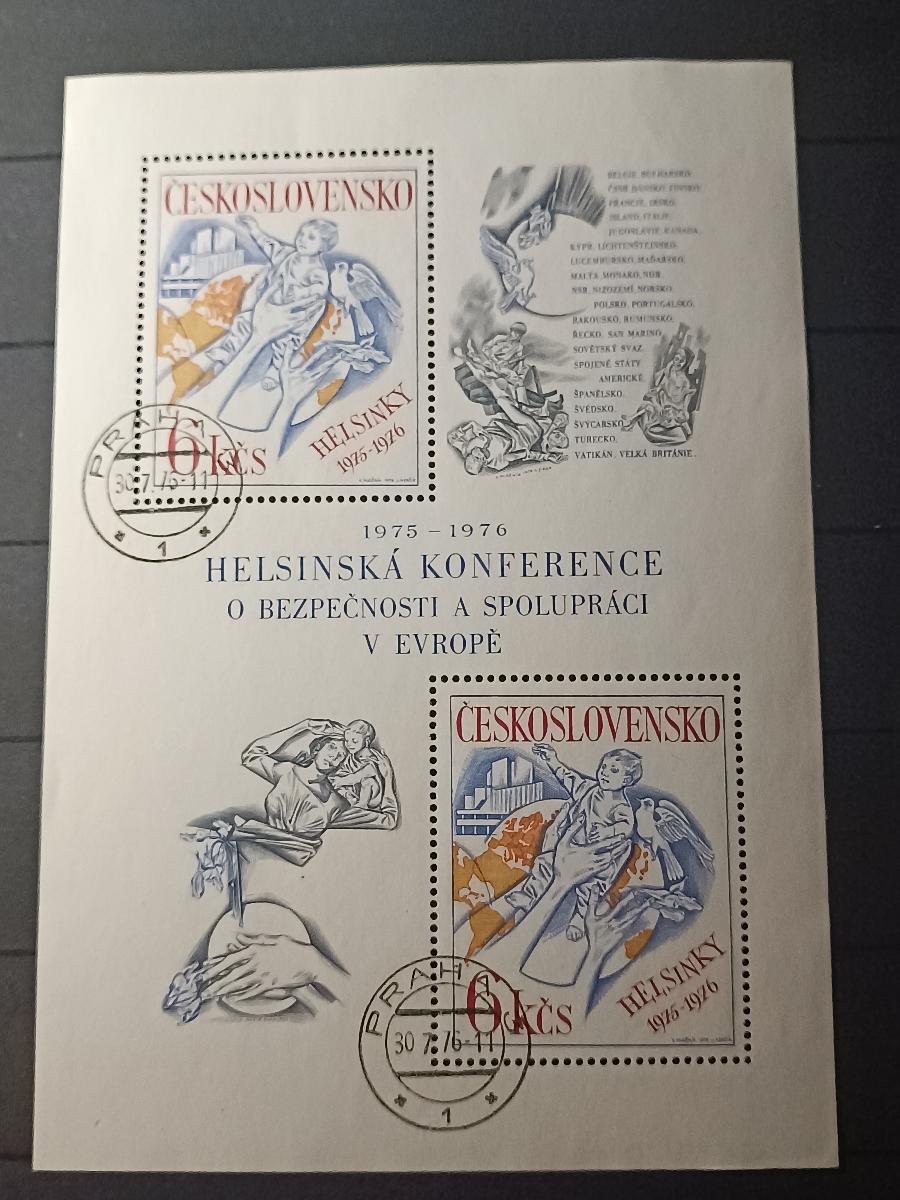 ČESKOSLOVENSKO
6 KČS
HELSINKY
1975-1976
PRAHA
30.7.76-11
1
BELGIE, BULHARSKO,
ČSSR, DÁNSKO, FINSKO,
FRANCIE, IRSKO,
ISLAND, ITÁLIE,
JUGOSLÁVIE, KANADA,
KYPR, LICHTENŠTEJNSKO,
LUCEMBURSKO, MAĎARSKO,
MALTA, MONAKO, NDR,
NSR, NIZOZEMÍ, NORSKO,
POLSKO, PORTUGALSKO,
RAKOUSKO, RUMUNSKO,
ŘECKO, SAN MARINO,
SOVĚTSKÝ SVAZ,
SPOJENÉ STÁTY
AMERICKÉ,
ŠPANĚLSKO,
ŠVÉDSKO,
ŠVÝCARSKO,
TURECKO,
VATIKÁN, VELKÁ BRITÁNIE.
1975 – 1976
HELSINSKÁ KONFERENCE
O BEZPEČNOSTI A SPOLUPRÁCI
V EVROPĚ
ČESKOSLOVENSKO
6 KČS
HELSINKY
1975-1976
PRAHA
30.7.76-11
1